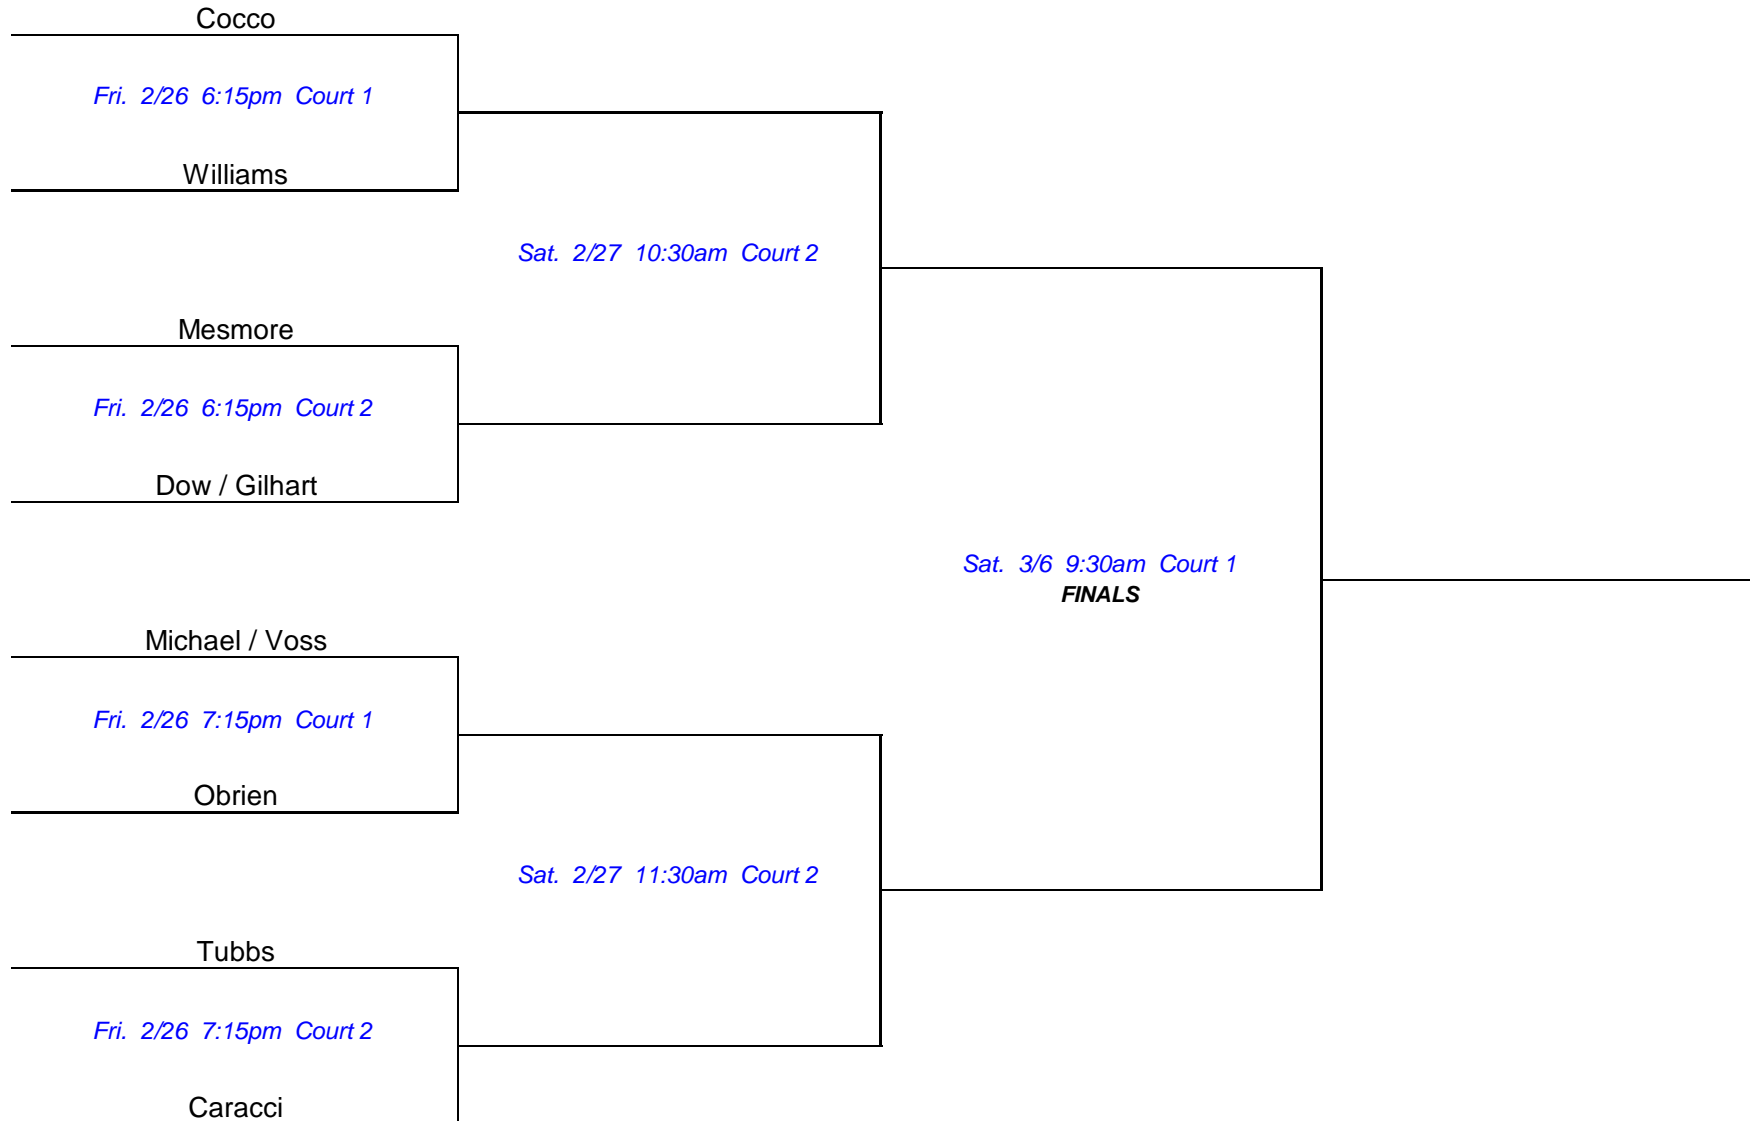 Cocco
Fri. 2/26 6:15pm Court 1
Williams
Sat. 2/27 10:30am Court 2
Mesmore
Fri. 2/26 6:15pm Court 2
Dow / Gilhart
Sat. 3/6 9:30am Court 1
FINALS
Michael / Voss
Fri. 2/26 7:15pm Court 1
Obrien
Sat. 2/27 11:30am Court 2
Tubbs
Fri. 2/26 7:15pm Court 2
Caracci